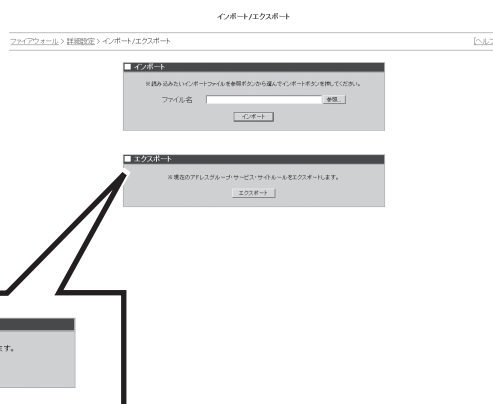 インポート/エクスポート
ファイアウォール > 詳細設定 > インポート/エクスポート
[ヘルプ
■ インポート
※読み込みたいインポートファイルを参照ボタンから選んでインポートボタンを押してください。
ファイル名 参照...
インポート
■ エクスポート
※現在のアドレスグループ・サービス・サイトルールをエクスポートします。
エクスポート
ます。